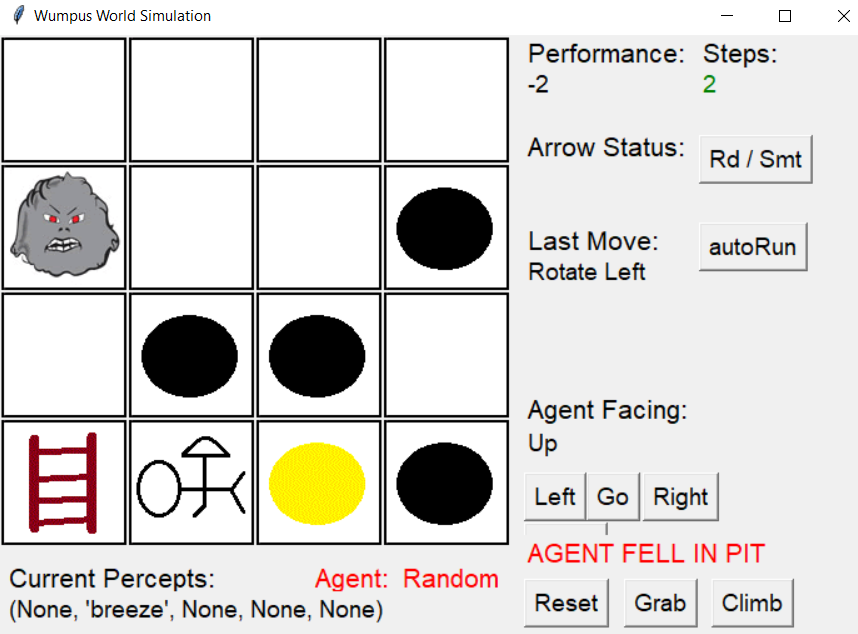 Wumpus World Simulation
Performance: Steps:
-2 2
Arrow Status: Rd / Smt
Last Move: autoRun
Rotate Left
Agent Facing:
Up
Left Go Right
AGENT FELL IN PIT
Current Percepts: Agent: Random
(None, 'breeze', None, None, None)
Reset Grab Climb